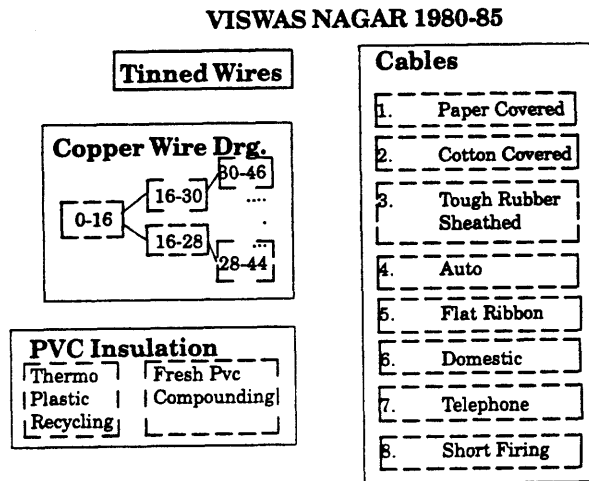 VISWAS NAGAR 1980-85
Tinned Wires
Copper Wire Drg.
30-46
16-30
....
.
0-16
16-28
...
28-44
PVC Insulation
Thermo
Plastic
Recycling
Fresh Pvc
Compounding
Cables
1. Paper Covered
2. Cotton Covered
3. Tough Rubber
Sheathed
4. Auto
5. Flat Ribbon
6. Domestic
7. Telephone
8. Short Firing